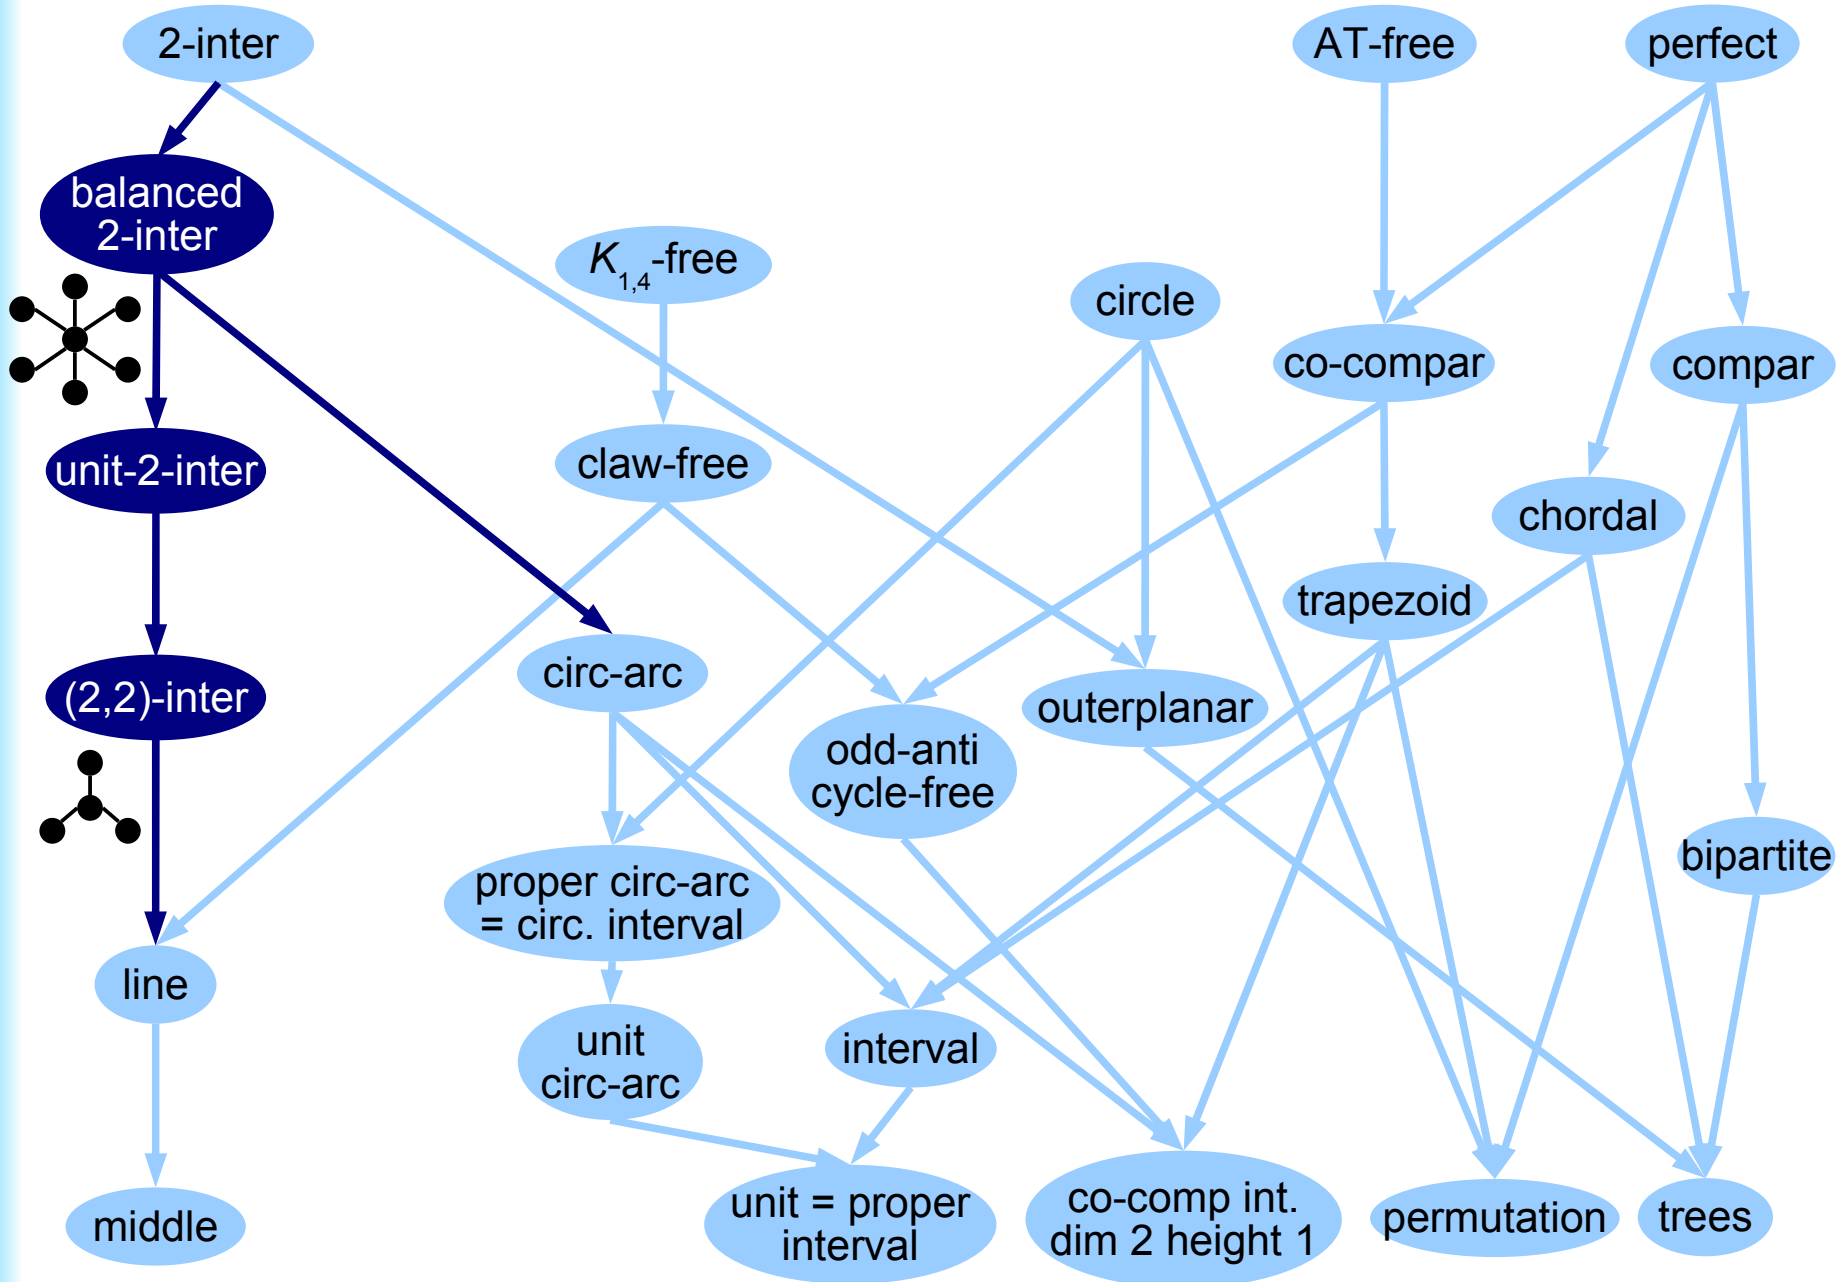 2-inter
AT-free
perfect
balanced
2-inter
K1,4-free
circle
co-compar
compar
unit-2-inter
claw-free
chordal
trapezoid
circ-arc
(2,2)-inter
outerplanar
odd-anti
cycle-free
bipartite
proper circ-arc
= circ. interval
line
unit
circ-arc
interval
middle
unit = proper
interval
co-comp int.
dim 2 height 1
permutation
trees